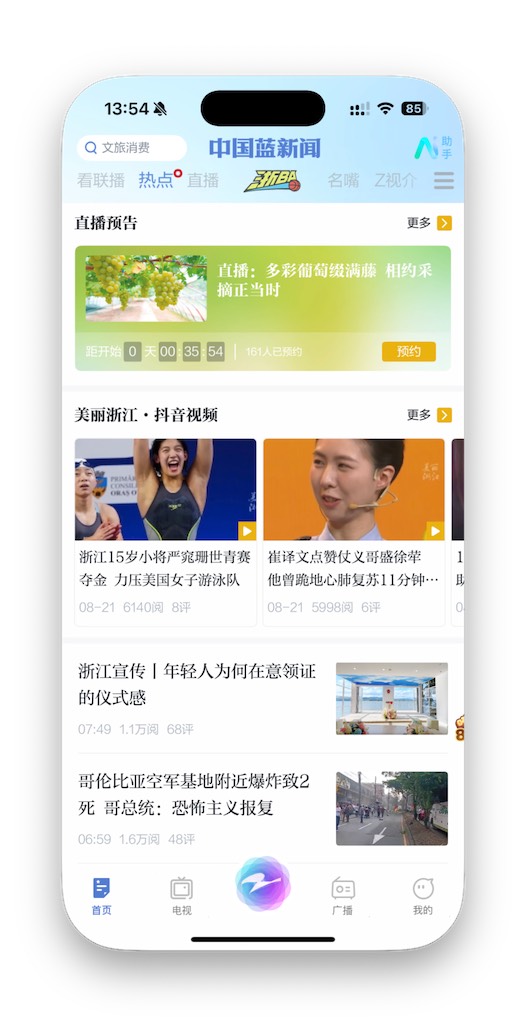 13:54
85
文旅消费
中国蓝新闻
助手
看联播 热点 直播 浙BA 名嘴 Z视介
直播预告
更多
直播：多彩葡萄缀满藤 相约采
摘正当时
距开始 0 天 00:35:54 161人已预约
预约
美丽浙江·抖音视频
更多
PRIMĂR
CONSILI
ORAȘ O
美丽
浙江
浙江15岁小将严窕珊世青赛
夺金 力压美国女子游泳队
08-21 6140阅 8评
崔译文点赞仗义哥盛徐荦
他曾跪地心肺复苏11分钟…
08-21 5998阅 6评
浙江宣传丨年轻人为何在意领证
的仪式感
07:49 1.1万阅 68评
哥伦比亚空军基地附近爆炸致2
死 哥总统：恐怖主义报复
06:59 1.6万阅 48评
首页
电视
广播
我的